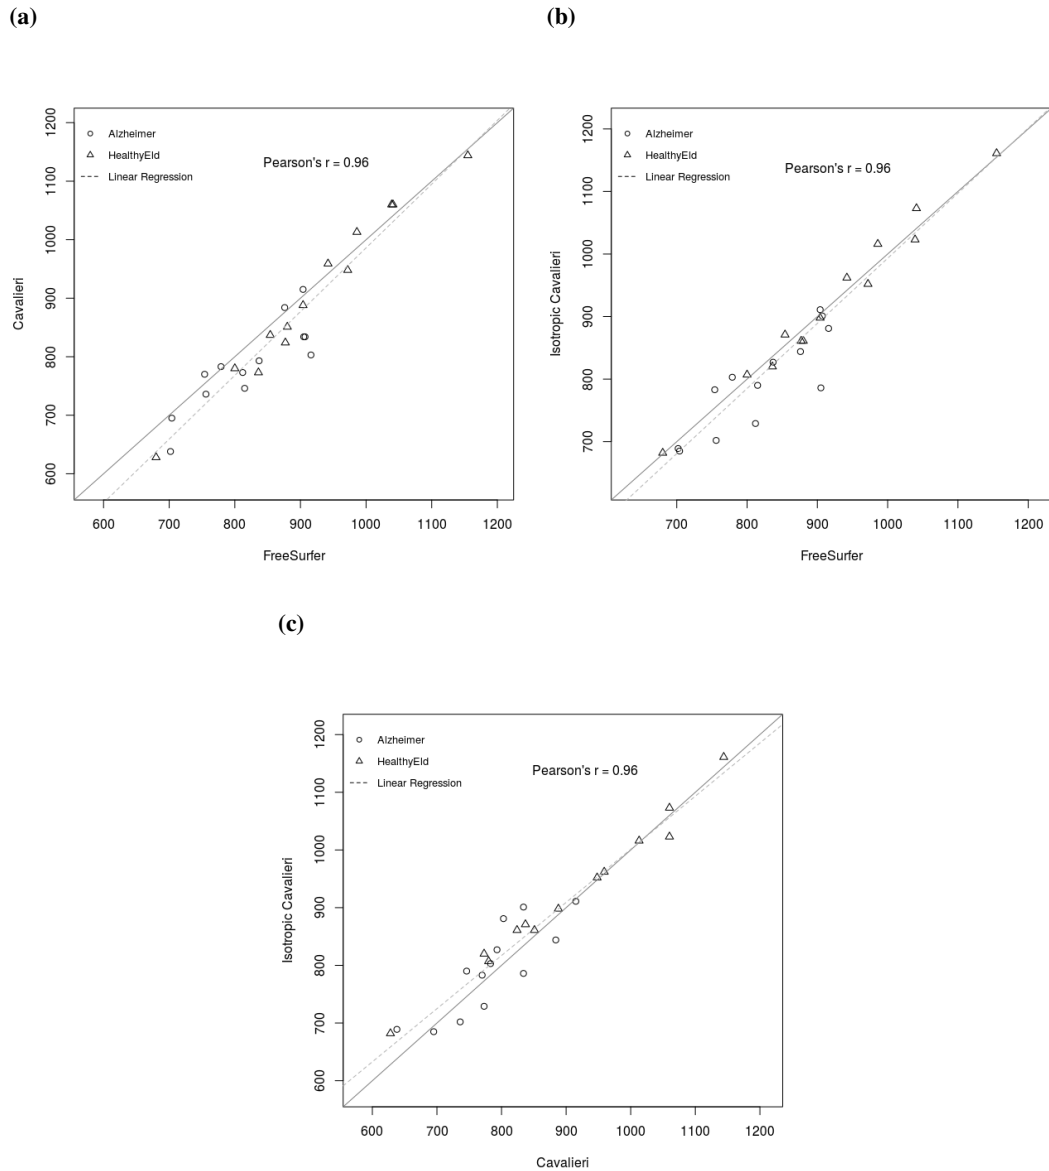 (a)
(b)
Alzheimer
HealthyEld
Linear Regression
Pearson's r = 0.96
Cavalieri
600
700
800
900
1000
1100
1200
600 700 800 900 1000 1100 1200
FreeSurfer
Alzheimer
HealthyEld
Linear Regression
Pearson's r = 0.96
Isotropic Cavalieri
700
800
900
1000
1100
1200
700 800 900 1000 1100 1200
FreeSurfer
(c)
Alzheimer
HealthyEld
Linear Regression
Pearson's r = 0.96
Isotropic Cavalieri
600
700
800
900
1000
1100
1200
600 700 800 900 1000 1100 1200
Cavalieri